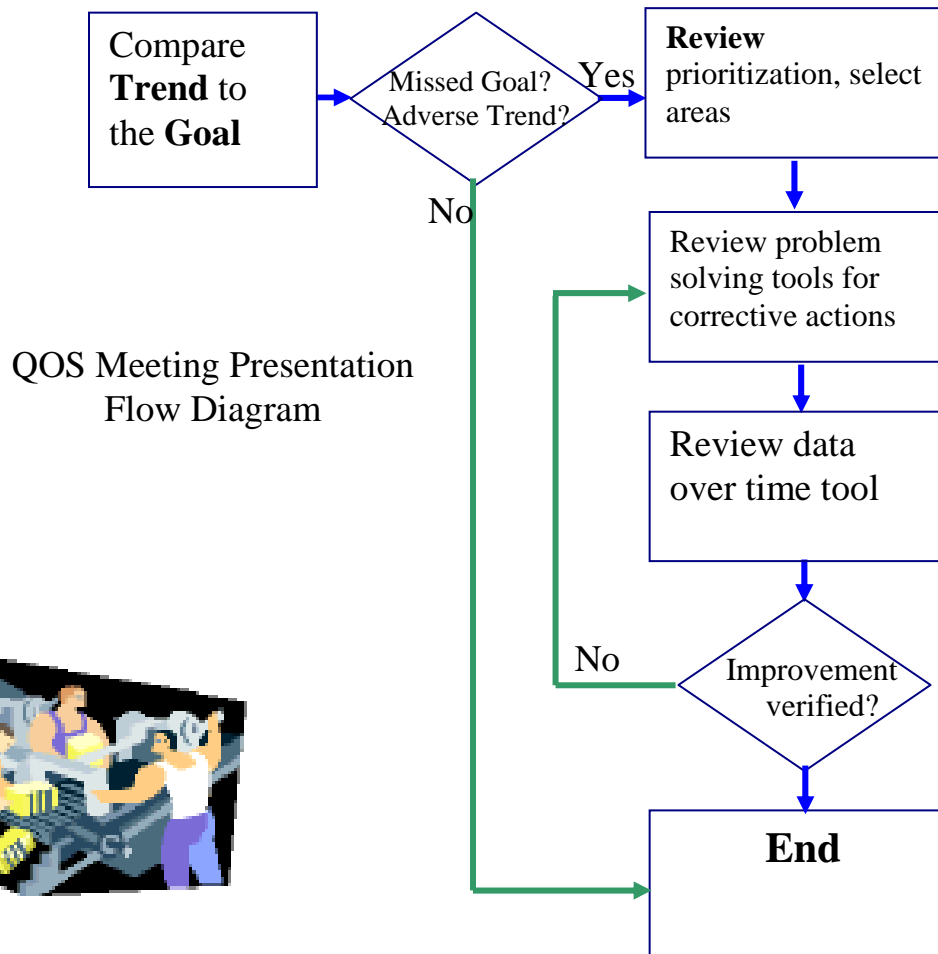 Compare
Trend to
the Goal
Missed Goal?
Adverse Trend?
Yes
Review
prioritization, select
areas
No
Review problem
solving tools for
corrective actions
QOS Meeting Presentation
Flow Diagram
Review data
over time tool
No
Improvement
verified?
End